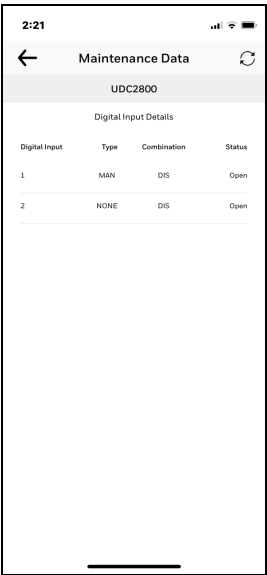 2:21
Maintenance Data
UDC2800
Digital Input Details
Digital Input Type Combination Status
1 MAN DIS Open
2 NONE DIS Open